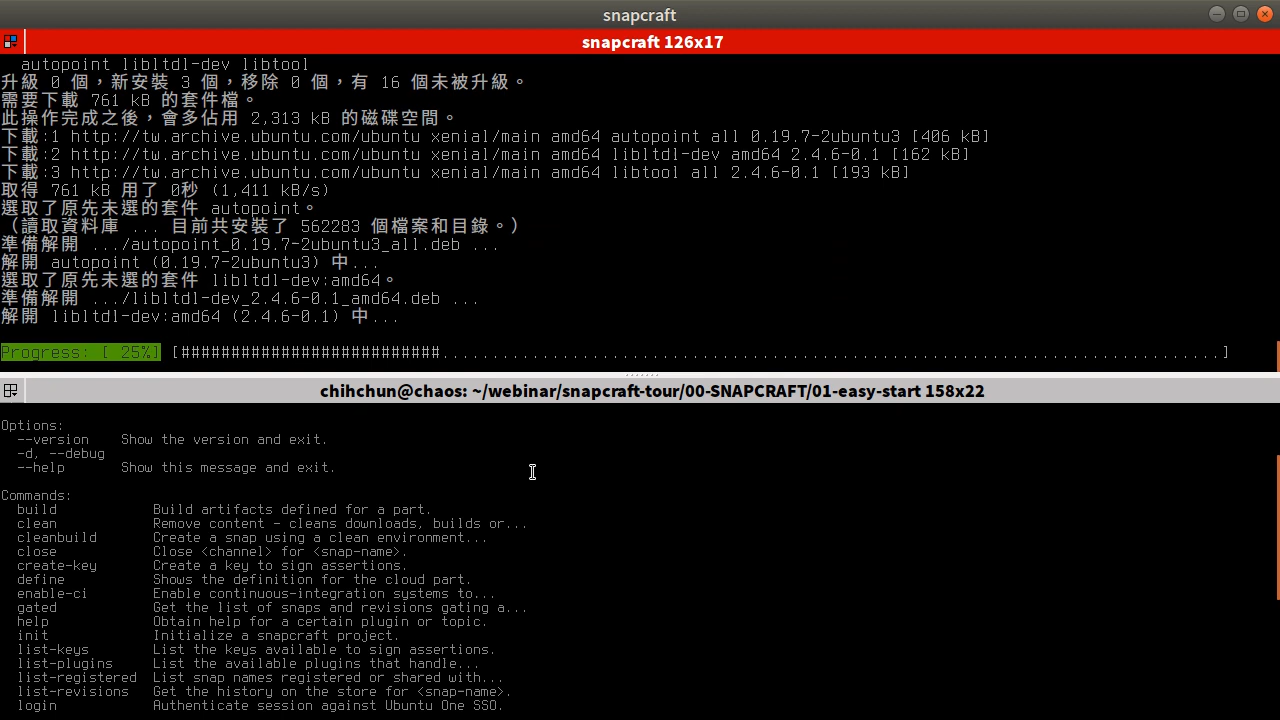 snapcraft
snapcraft 126x17
autopoint libltdl-dev libtool
升級 0 個，新安裝 3 個，移除 0 個，有 16 個未被升級。
需要下載 761 kB 的套件檔。
此操作完成之後，會多佔用 2,313 kB 的磁碟空間。
下載:1 http://tw.archive.ubuntu.com/ubuntu xenial/main amd64 autopoint all 0.19.7-2ubuntu3 [406 kB]
下載:2 http://tw.archive.ubuntu.com/ubuntu xenial/main amd64 libltdl-dev amd64 2.4.6-0.1 [162 kB]
下載:3 http://tw.archive.ubuntu.com/ubuntu xenial/main amd64 libtool all 2.4.6-0.1 [193 kB]
取得 761 kB 用了 0秒 (1,411 kB/s)
選取了原先未選的套件 autopoint。
（讀取資料庫 ... 目前共安裝了 562283 個檔案和目錄。）
準備解開 .../autopoint_0.19.7-2ubuntu3_all.deb ...
解開 autopoint (0.19.7-2ubuntu3) 中...
選取了原先未選的套件 libltdl-dev:amd64。
準備解開 .../libltdl-dev_2.4.6-0.1_amd64.deb ...
解開 libltdl-dev:amd64 (2.4.6-0.1) 中...
Progress: [ 25%] [##########################..............................................................................]
chihchun@chaos: ~/webinar/snapcraft-tour/00-SNAPCRAFT/01-easy-start 158x22
Options:
--version    Show the version and exit.
-d, --debug
--help       Show this message and exit.
Commands:
build            Build artifacts defined for a part.
clean            Remove content - cleans downloads, builds or...
cleanbuild       Create a snap using a clean environment...
close            Close <channel> for <snap-name>.
create-key       Create a key to sign assertions.
define           Shows the definition for the cloud part.
enable-ci        Enable continuous-integration systems to...
gated            Get the list of snaps and revisions gating a...
help             Obtain help for a certain plugin or topic.
init             Initialize a snapcraft project.
list-keys        List the keys available to sign assertions.
list-plugins     List the available plugins that handle...
list-registered  List snap names registered or shared with...
list-revisions   Get the history on the store for <snap-name>.
login            Authenticate session against Ubuntu One SSO.